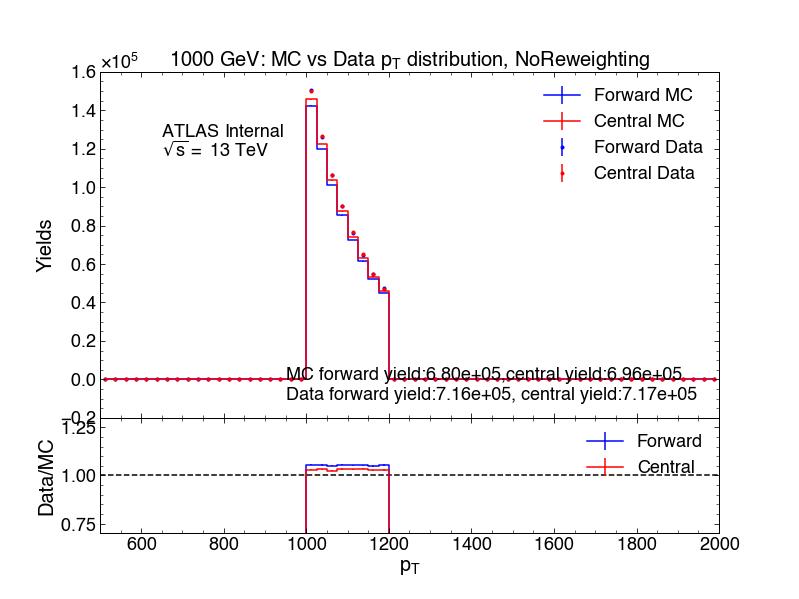 1000 GeV: MC vs Data pT distribution, NoReweighting
×10⁵
1.6
1.4
1.2
1.0
0.8
0.6
0.4
0.2
0.0
−0.2
Yields
ATLAS Internal
√s = 13 TeV
Forward MC
Central MC
Forward Data
Central Data
MC forward yield:6.80e+05 central yield:6.96e+05
Data forward yield:7.16e+05, central yield:7.17e+05
1.25
1.00
0.75
Data/MC
Forward
Central
600 800 1000 1200 1400 1600 1800 2000
pT